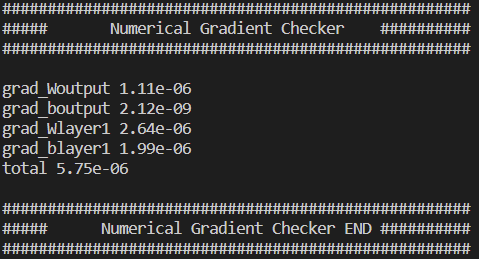 ####################################################
#####       Numerical Gradient Checker    ##########
####################################################
grad_Woutput 1.11e-06
grad_boutput 2.12e-09
grad_Wlayer1 2.64e-06
grad_blayer1 1.99e-06
total 5.75e-06
####################################################
#####      Numerical Gradient Checker END ##########
####################################################